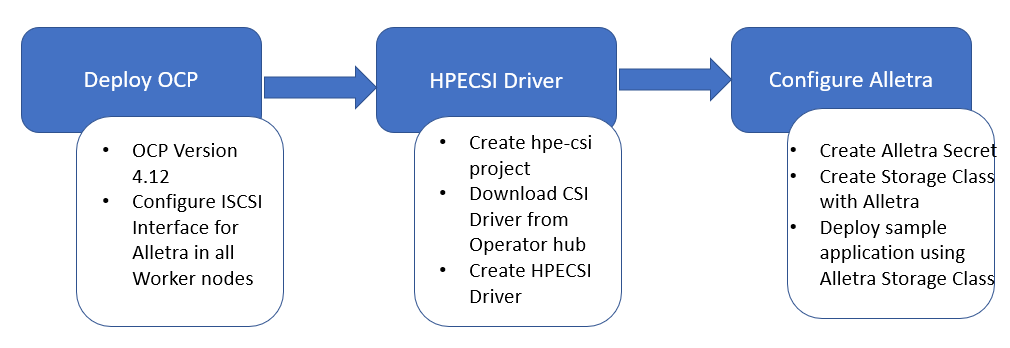 Deploy OCP
• OCP Version
4.12
• Configure ISCSI
Interface for
Alletra in all
Worker nodes
HPECSI Driver
• Create hpe-csi
project
• Download CSI
Driver from
Operator hub
• Create HPECSI
Driver
Configure Alletra
• Create Alletra Secret
• Create Storage Class
with Alletra
• Deploy sample
application using
Alletra Storage Class